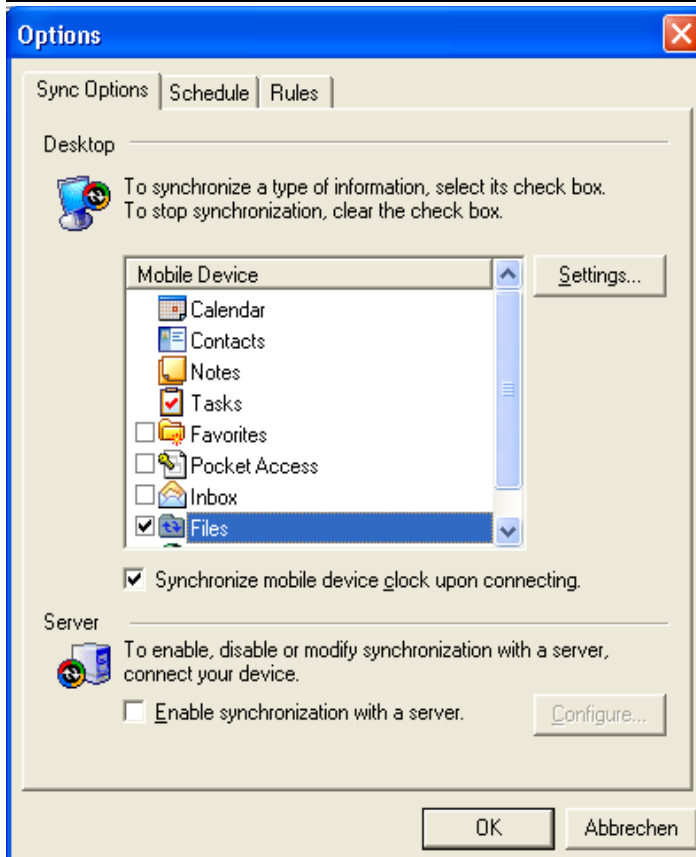 Options
Sync Options Schedule Rules
Desktop
To synchronize a type of information, select its check box.
To stop synchronization, clear the check box.
Mobile Device
Settings...
Calendar
Contacts
Notes
Tasks
Favorites
Pocket Access
Inbox
Files
Synchronize mobile device clock upon connecting.
Server
To enable, disable or modify synchronization with a server,
connect your device.
Enable synchronization with a server.
Configure...
OK Abbrechen